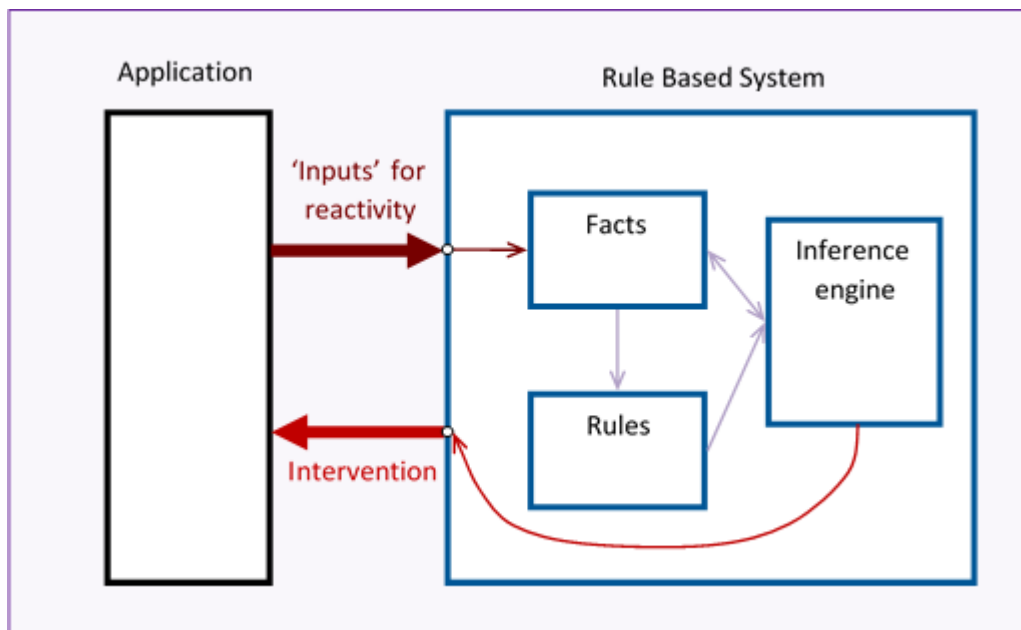 Application
Rule Based System
‘Inputs’ for
reactivity
Facts
Inference
engine
Rules
Intervention